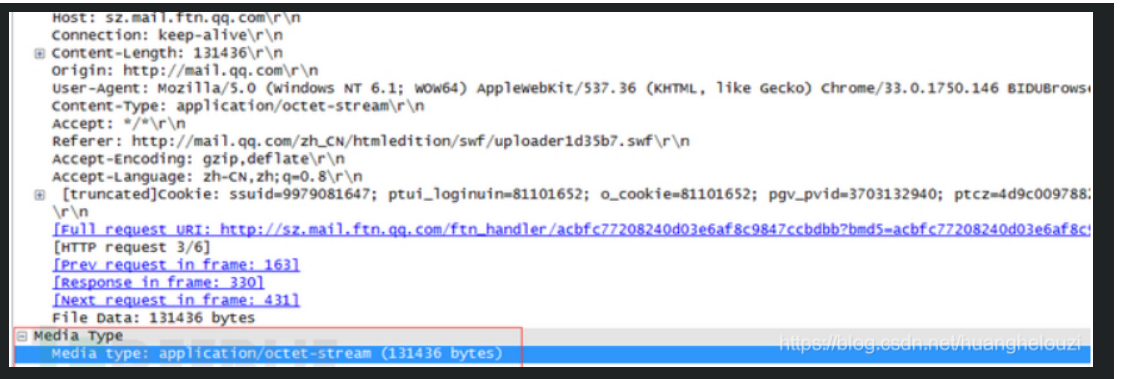 Host: sz.mail.ftn.qq.com\r\n
Connection: keep-alive\r\n
Content-Length: 131436\r\n
Origin: http://mail.qq.com\r\n
User-Agent: Mozilla/5.0 (Windows NT 6.1; WOW64) AppleWebKit/537.36 (KHTML, like Gecko) Chrome/33.0.1750.146 BIDUBrows
Content-Type: application/octet-stream\r\n
Accept: */*\r\n
Referer: http://mail.qq.com/zh_CN/htmledition/swf/uploader1d35b7.swf\r\n
Accept-Encoding: gzip,deflate\r\n
Accept-Language: zh-CN,zh;q=0.8\r\n
[truncated]Cookie: ssuid=9979081647; ptui_loginuin=81101652; o_cookie=81101652; pgv_pvid=3703132940; ptcz=4d9c0097882
\r\n
[Full request URI: http://sz.mail.ftn.qq.com/ftn_handler/acbfc77208240d03e6af8c9847ccbdbb?bmd5=acbfc77208240d03e6af8c9
[HTTP request 3/6]
[Prev request in frame: 163]
[Response in frame: 330]
[Next request in frame: 431]
File Data: 131436 bytes
Media Type
Media type: application/octet-stream (131436 bytes)
https://blog.csdn.net/huanghelouzi